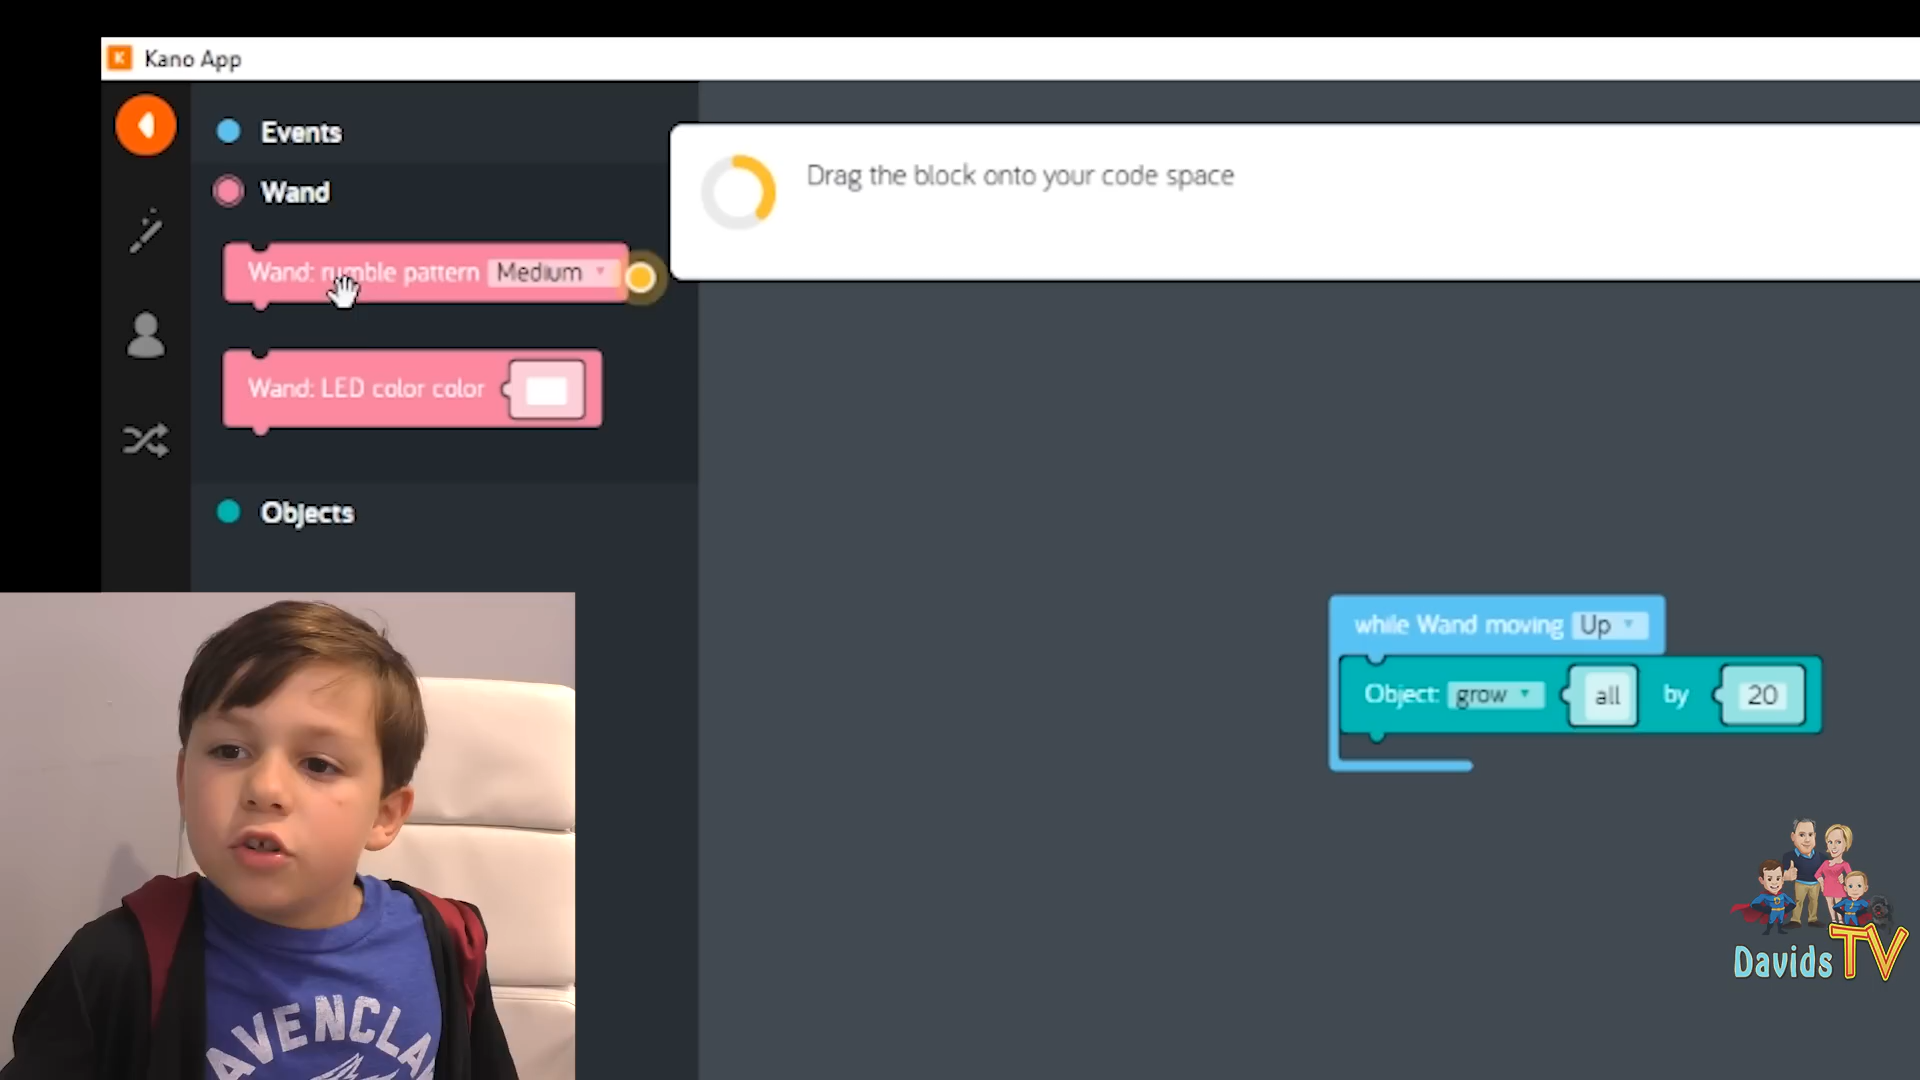 Kano App
Events
Wand
Drag the block onto your code space
Wand: rumble pattern Medium
Wand: LED color color
Objects
while Wand moving Up
Object: grow all by 20
AVENCLA
Davids TV